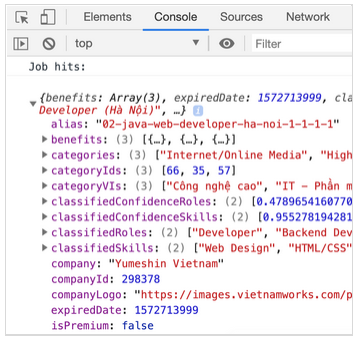 Elements Console Sources Network
top Filter
Job hits:
{benefits: Array(3), expiredDate: 1572713999, cla
Developer (Hà Nội)", …}
alias: "02-java-web-developer-ha-noi-1-1-1-1"
benefits: (3) [{…}, {…}, {…}]
categories: (3) ["Internet/Online Media", "High
categoryIds: (3) [66, 35, 57]
categoryVIs: (3) ["Công nghệ cao", "IT - Phần m
classifiedConfidenceRoles: (2) [0.4789654160770
classifiedConfidenceSkills: (2) [0.955278194281
classifiedRoles: (2) ["Developer", "Backend Dev
classifiedSkills: (2) ["Web Design", "HTML/CSS"
company: "Yumeshin Vietnam"
companyId: 298378
companyLogo: "https://images.vietnamworks.com/p
expiredDate: 1572713999
isPremium: false